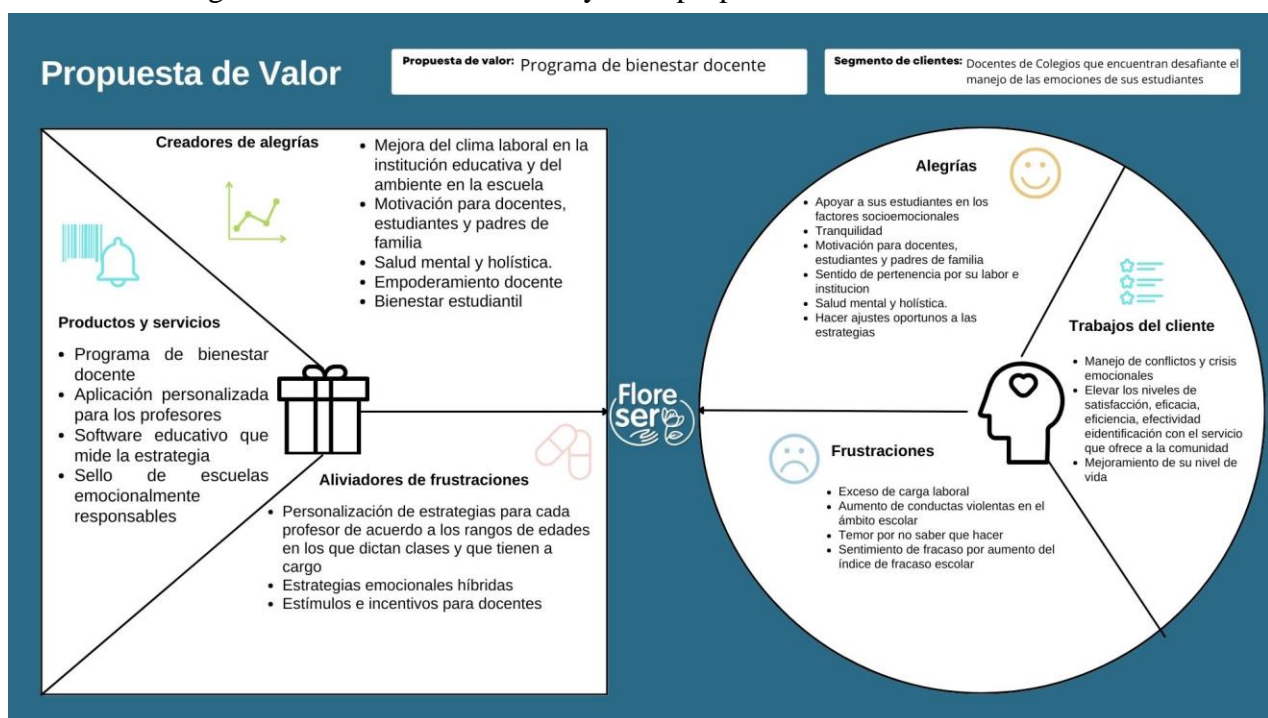 Propuesta de Valor
Propuesta de valor: Programa de bienestar docente
Segmento de clientes: Docentes de Colegios que encuentran desafiante el
manejo de las emociones de sus estudiantes
Creadores de alegrías
• Mejora del clima laboral en la
institución educativa y del
ambiente en la escuela
• Motivación para docentes,
estudiantes y padres de
familia
• Salud mental y holística.
• Empoderamiento docente
• Bienestar estudiantil
Productos y servicios
• Programa de bienestar
docente
• Aplicación personalizada
para los profesores
• Software educativo que
mide la estrategia
• Sello de escuelas
emocionalmente
responsables
Aliviadores de frustraciones
• Personalización de estrategias para cada
profesor de acuerdo a los rangos de edades
en los que dictan clases y que tienen a
cargo
• Estrategias emocionales híbridas
• Estímulos e incentivos para docentes
Flore
ser
Alegrías
• Apoyar a sus estudiantes en los
factores socioemocionales
• Tranquilidad
• Motivación para docentes,
estudiantes y padres de familia
• Sentido de pertenencia por su labor e
institucion
• Salud mental y holística.
• Hacer ajustes oportunos a las
estrategias
Trabajos del cliente
• Manejo de conflictos y crisis
emocionales
• Elevar los niveles de
satisfacción, eficacia,
eficiencia, efectividad
eidentificación con el servicio
que ofrece a la comunidad
• Mejoramiento de su nivel de
vida
Frustraciones
• Exceso de carga laboral
• Aumento de conductas violentas en el
ámbito escolar
• Temor por no saber que hacer
• Sentimiento de fracaso por aumento del
índice de fracaso escolar